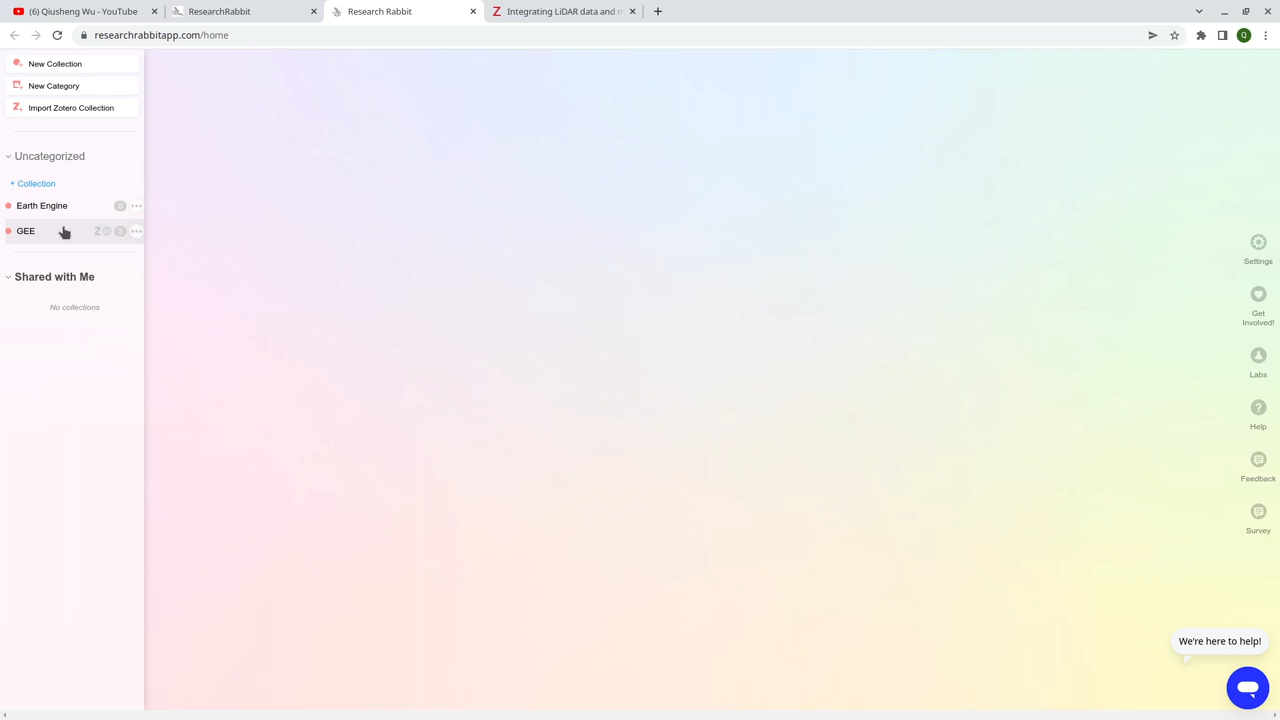 (6) Qiusheng Wu - YouTube
ResearchRabbit
Research Rabbit
Integrating LiDAR data and m
researchrabbitapp.com/home
Q
New Collection
New Category
Import Zotero Collection
Uncategorized
+ Collection
Earth Engine 0
GEE Z 3
Shared with Me
No collections
Settings
Get
Involved!
Labs
Help
Feedback
Survey
We're here to help!